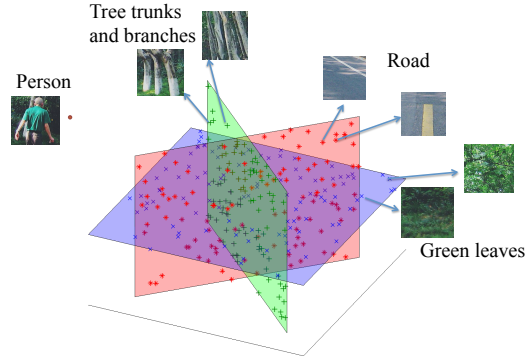 Tree trunks
and branches
Road
Person
Green leaves